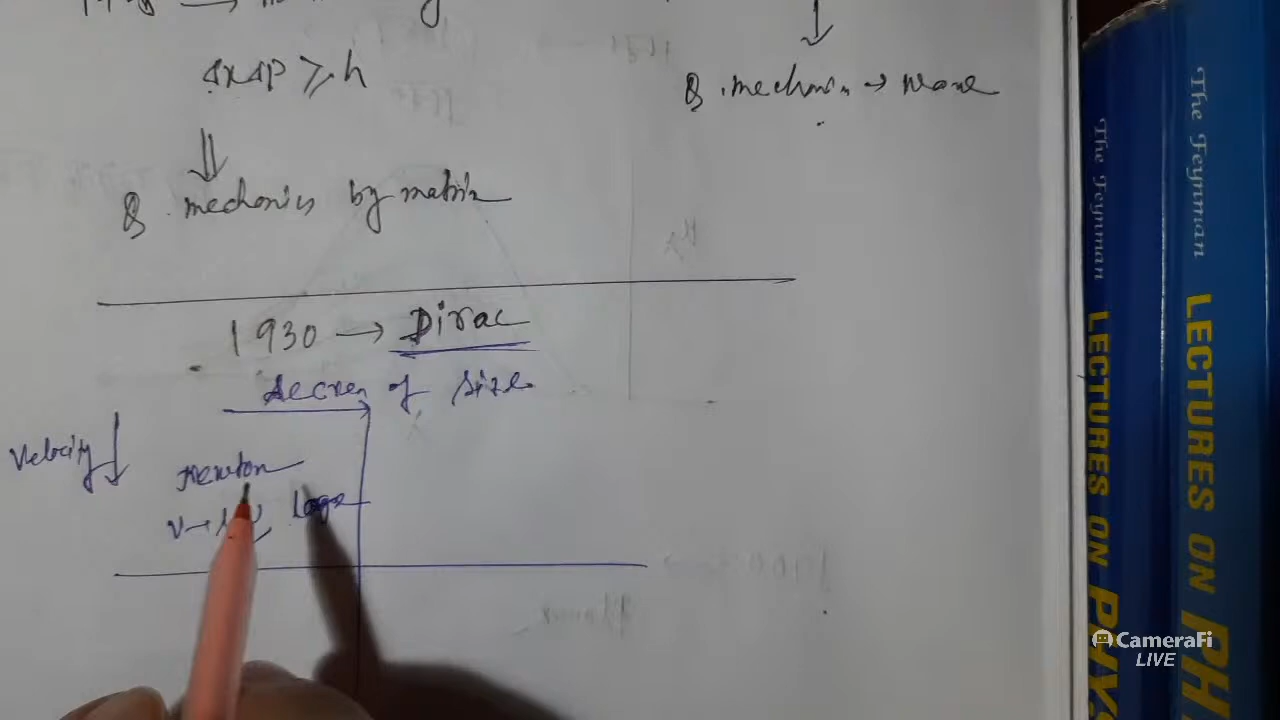 ΔxΔP ≥ h
Q. mechanics → wave
Q. mechanics by matrix
1930 → Dirac
decrea of size
Velocity ↓
Newton
V →
The Feynman
LECTURES ON PHYS
The Feynman
LECTURES ON PH
CameraFi
LIVE